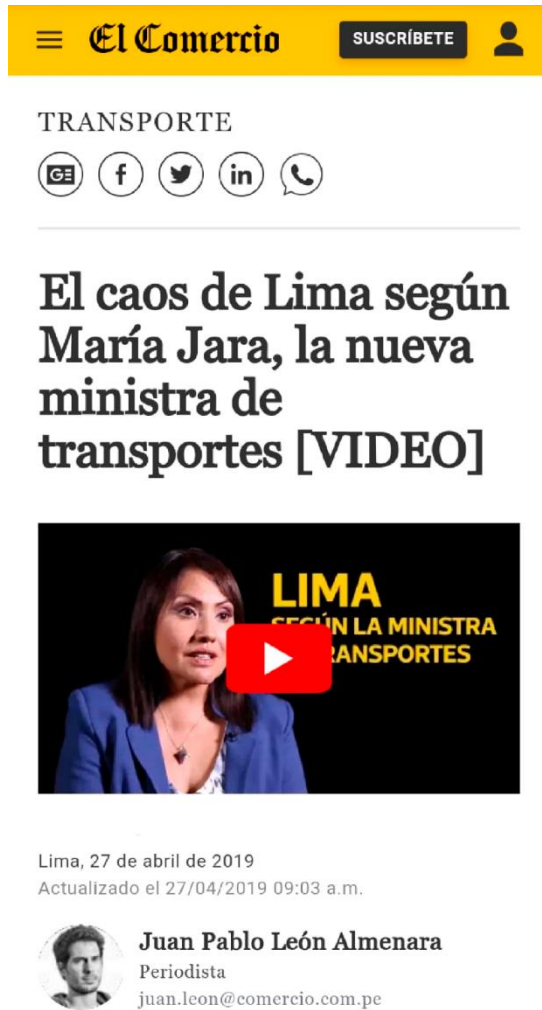 El Comercio
SUSCRÍBETE
TRANSPORTE
GE
f
in
El caos de Lima según
María Jara, la nueva
ministra de
transportes [VIDEO]
LIMA
SEGÚN LA MINISTRA
TRANSPORTES
Lima, 27 de abril de 2019
Actualizado el 27/04/2019 09:03 a.m.
Juan Pablo León Almenara
Periodista
juan.leon@comercio.com.pe